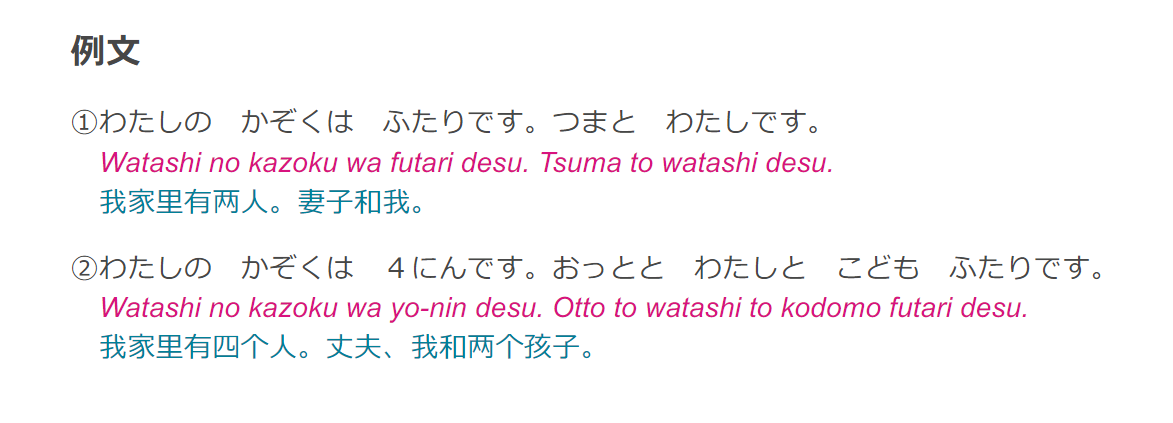 例文
①わたしの　かぞくは　ふたりです。つまと　わたしです。
Watashi no kazoku wa futari desu. Tsuma to watashi desu.
我家里有两人。妻子和我。
②わたしの　かぞくは　４にんです。おっとと　わたしと　こども　ふたりです。
Watashi no kazoku wa yo-nin desu. Otto to watashi to kodomo futari desu.
我家里有四个人。丈夫、我和两个孩子。